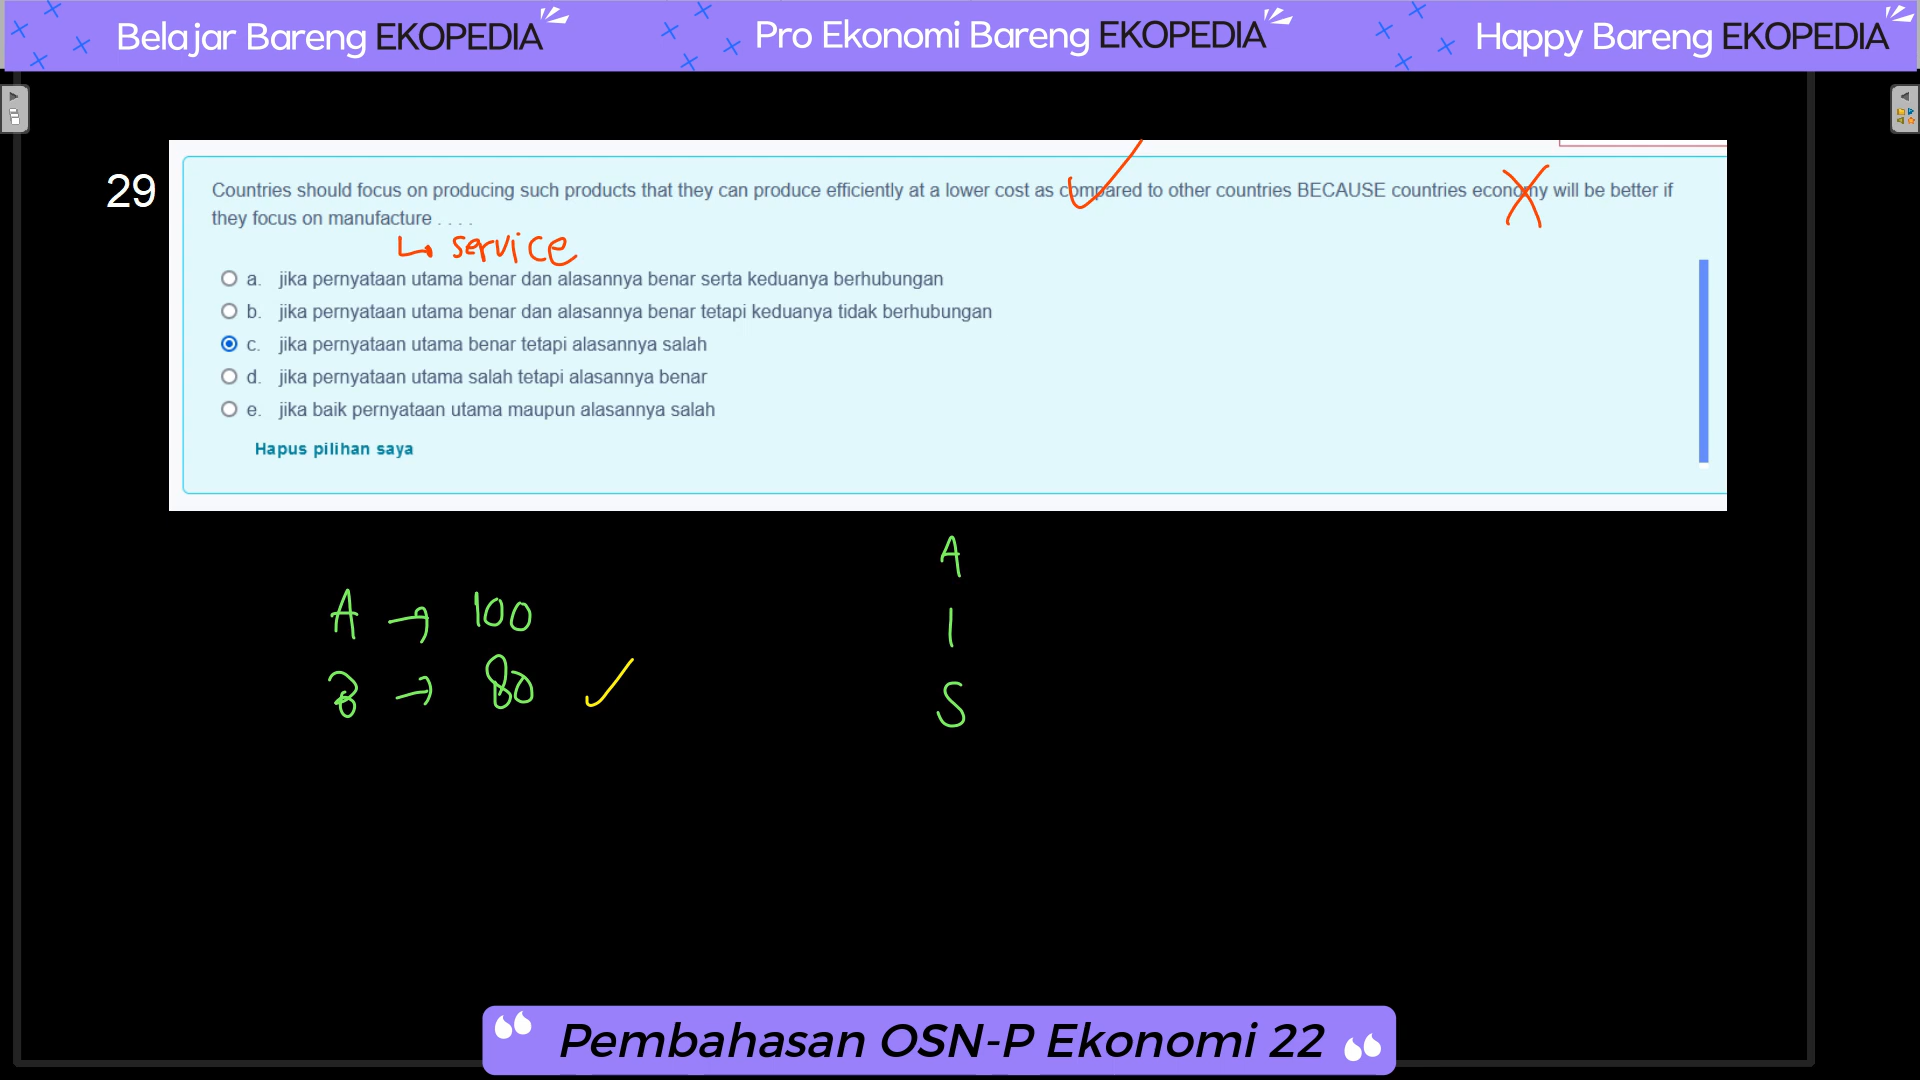 Belajar Bareng EKOPEDIA Pro Ekonomi Bareng EKOPEDIA Happy Bareng EKOPEDIA
29
Countries should focus on producing such products that they can produce efficiently at a lower cost as compared to other countries BECAUSE countries economy will be better if
they focus on manufacture . . . .
service
a. jika pernyataan utama benar dan alasannya benar serta keduanya berhubungan
b. jika pernyataan utama benar dan alasannya benar tetapi keduanya tidak berhubungan
c. jika pernyataan utama benar tetapi alasannya salah
d. jika pernyataan utama salah tetapi alasannya benar
e. jika baik pernyataan utama maupun alasannya salah
Hapus pilihan saya
A → 100
B → 80
A
I
S
Pembahasan OSN-P Ekonomi 22